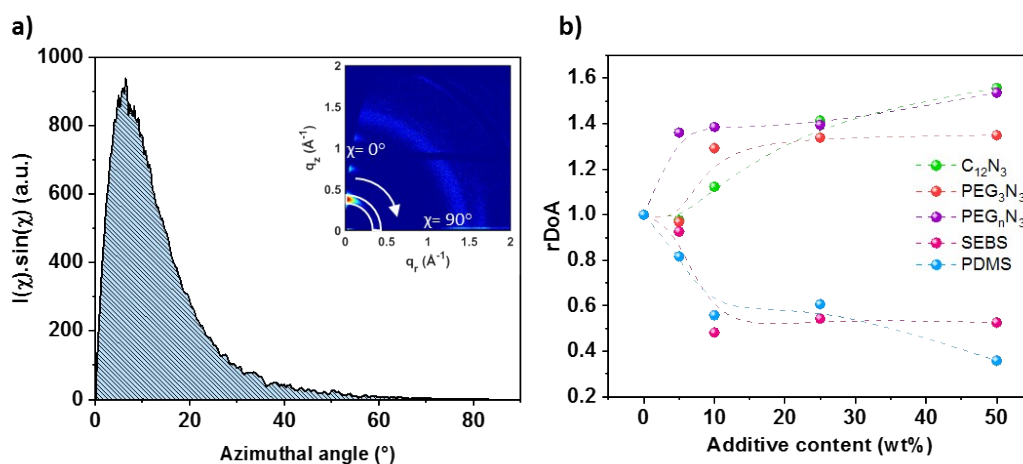 a)
I(χ).sin(χ) (a.u.)
1000
800
600
400
200
0
0 20 40 60 80
Azimuthal angle (°)
q_z (Å⁻¹)
2
1.5
1
0.5
0
χ= 0°
χ= 90°
0 0.5 1 1.5 2
q_r (Å⁻¹)
b)
rDoA
1.6
1.4
1.2
1.0
0.8
0.6
0.4
0.2
C₁₂N₃
PEG₃N₃
PEGₙN₃
SEBS
PDMS
0 10 20 30 40 50
Additive content (wt%)